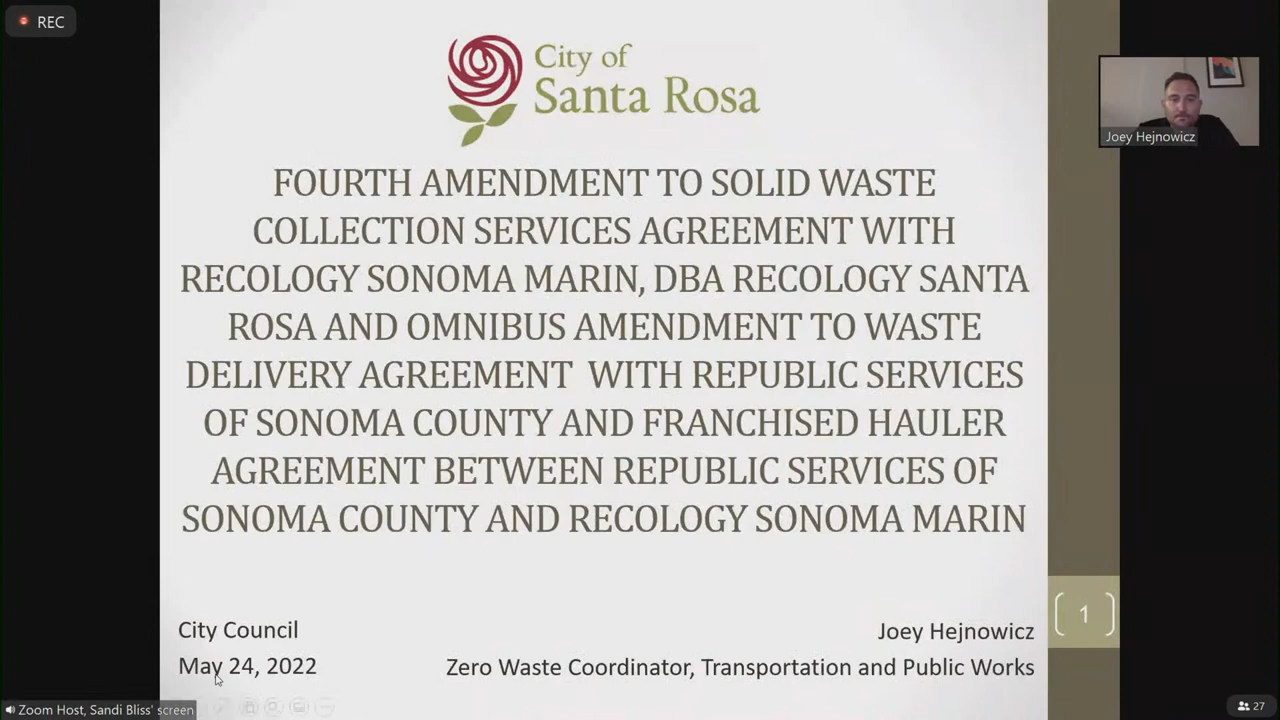 REC
City of
Santa Rosa
Joey Hejnowicz
FOURTH AMENDMENT TO SOLID WASTE
COLLECTION SERVICES AGREEMENT WITH
RECOLOGY SONOMA MARIN, DBA RECOLOGY SANTA
ROSA AND OMNIBUS AMENDMENT TO WASTE
DELIVERY AGREEMENT WITH REPUBLIC SERVICES
OF SONOMA COUNTY AND FRANCHISED HAULER
AGREEMENT BETWEEN REPUBLIC SERVICES OF
SONOMA COUNTY AND RECOLOGY SONOMA MARIN
City Council
May 24, 2022
Joey Hejnowicz
Zero Waste Coordinator, Transportation and Public Works
1
Zoom Host, Sandi Bliss' screen
27